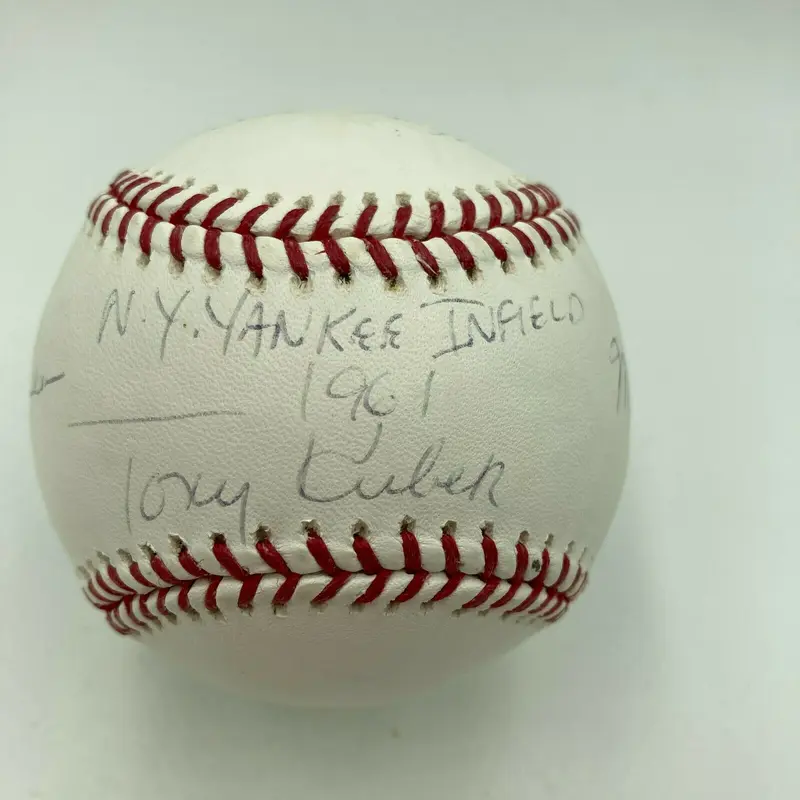 N.Y. YANKEE INFIELD
1961
Tony Kubek